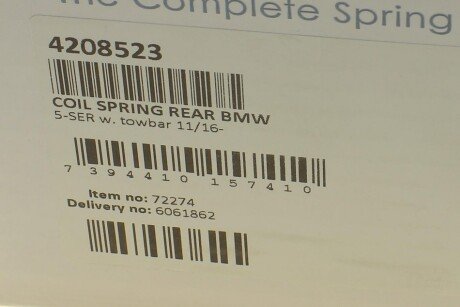 The Complete Spring
4208523
COIL SPRING REAR BMW
5-SER w. towbar 11/16-
7 394410 157410
Item no: 72274
Delivery no: 6061862